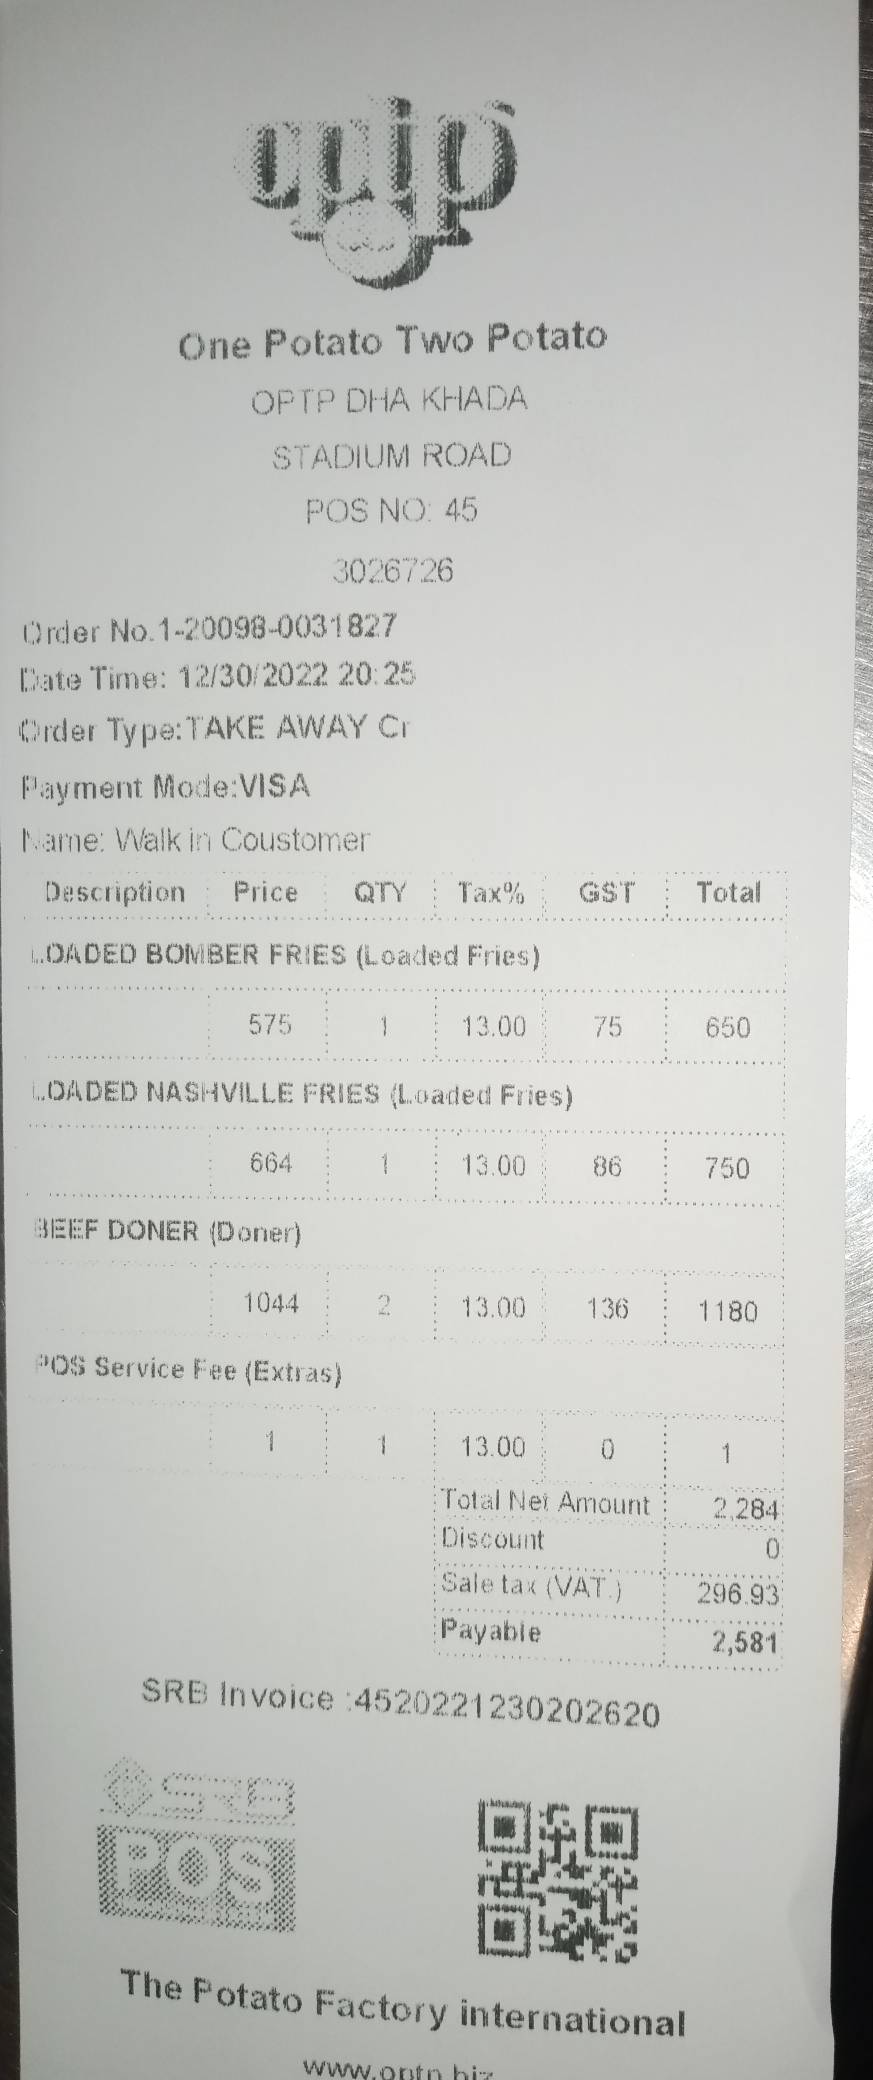 optp
One Potato Two Potato
OPTP DHA KHADA
STADIUM ROAD
POS NO: 45
3026726
Order No.1-20098-0031827
Date Time: 12/30/2022 20:25
Order Type:TAKE AWAY Cr
Payment Mode:VISA
Name: Walk in Coustomer
Description Price QTY Tax% GST Total
LOADED BOMBER FRIES (Loaded Fries)
575 1 13.00 75 650
LOADED NASHVILLE FRIES (Loaded Fries)
664 1 13.00 86 750
BEEF DONER (Doner)
1044 2 13.00 136 1180
POS Service Fee (Extras)
1 1 13.00 0 1
Total Net Amount 2,284
Discount 0
Sale tax (VAT.) 296.93
Payable 2,581
SRB Invoice :4520221230202620
SRB
POS
The Potato Factory international
www.optp.biz